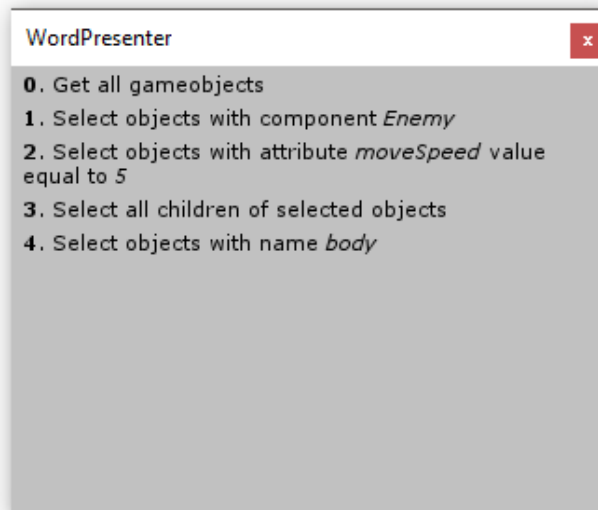 WordPresenter
x
0. Get all gameobjects
1. Select objects with component Enemy
2. Select objects with attribute moveSpeed value
equal to 5
3. Select all children of selected objects
4. Select objects with name body